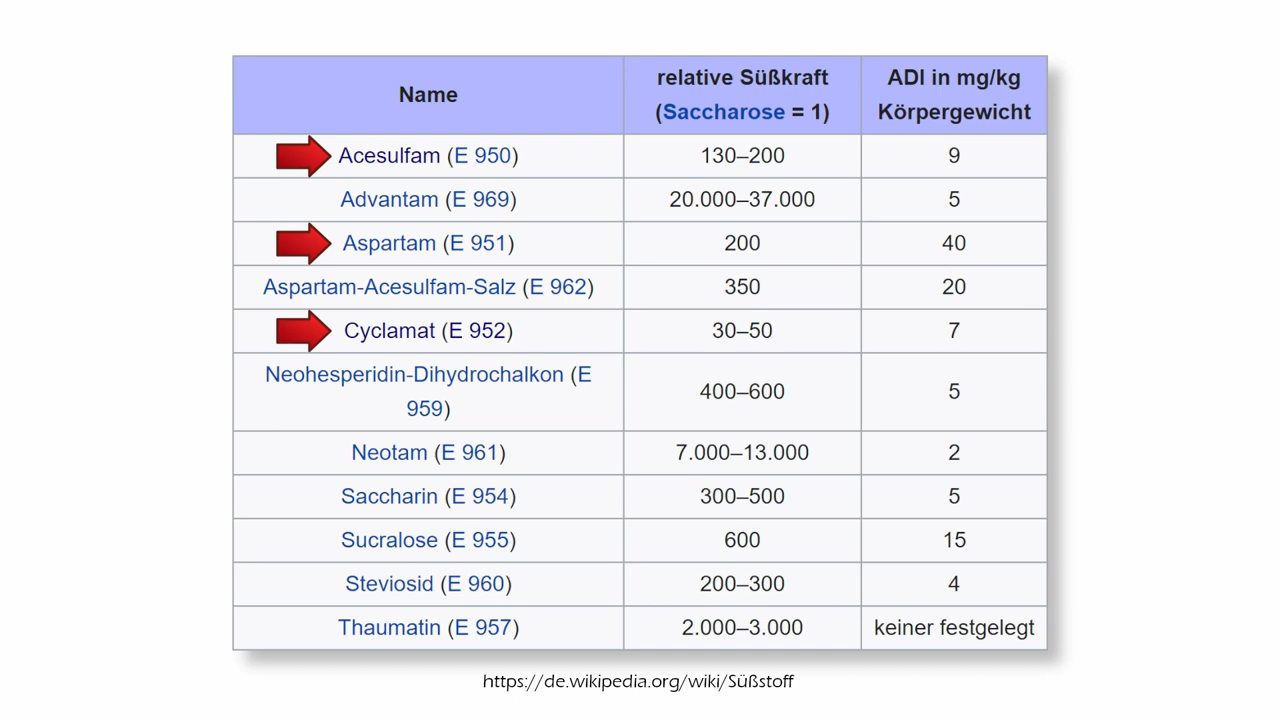 Name relative Süßkraft (Saccharose = 1) ADI in mg/kg Körpergewicht
Acesulfam (E 950) 130–200 9
Advantam (E 969) 20.000–37.000 5
Aspartam (E 951) 200 40
Aspartam-Acesulfam-Salz (E 962) 350 20
Cyclamat (E 952) 30–50 7
Neohesperidin-Dihydrochalkon (E 959) 400–600 5
Neotam (E 961) 7.000–13.000 2
Saccharin (E 954) 300–500 5
Sucralose (E 955) 600 15
Steviosid (E 960) 200–300 4
Thaumatin (E 957) 2.000–3.000 keiner festgelegt
https://de.wikipedia.org/wiki/Süßstoff